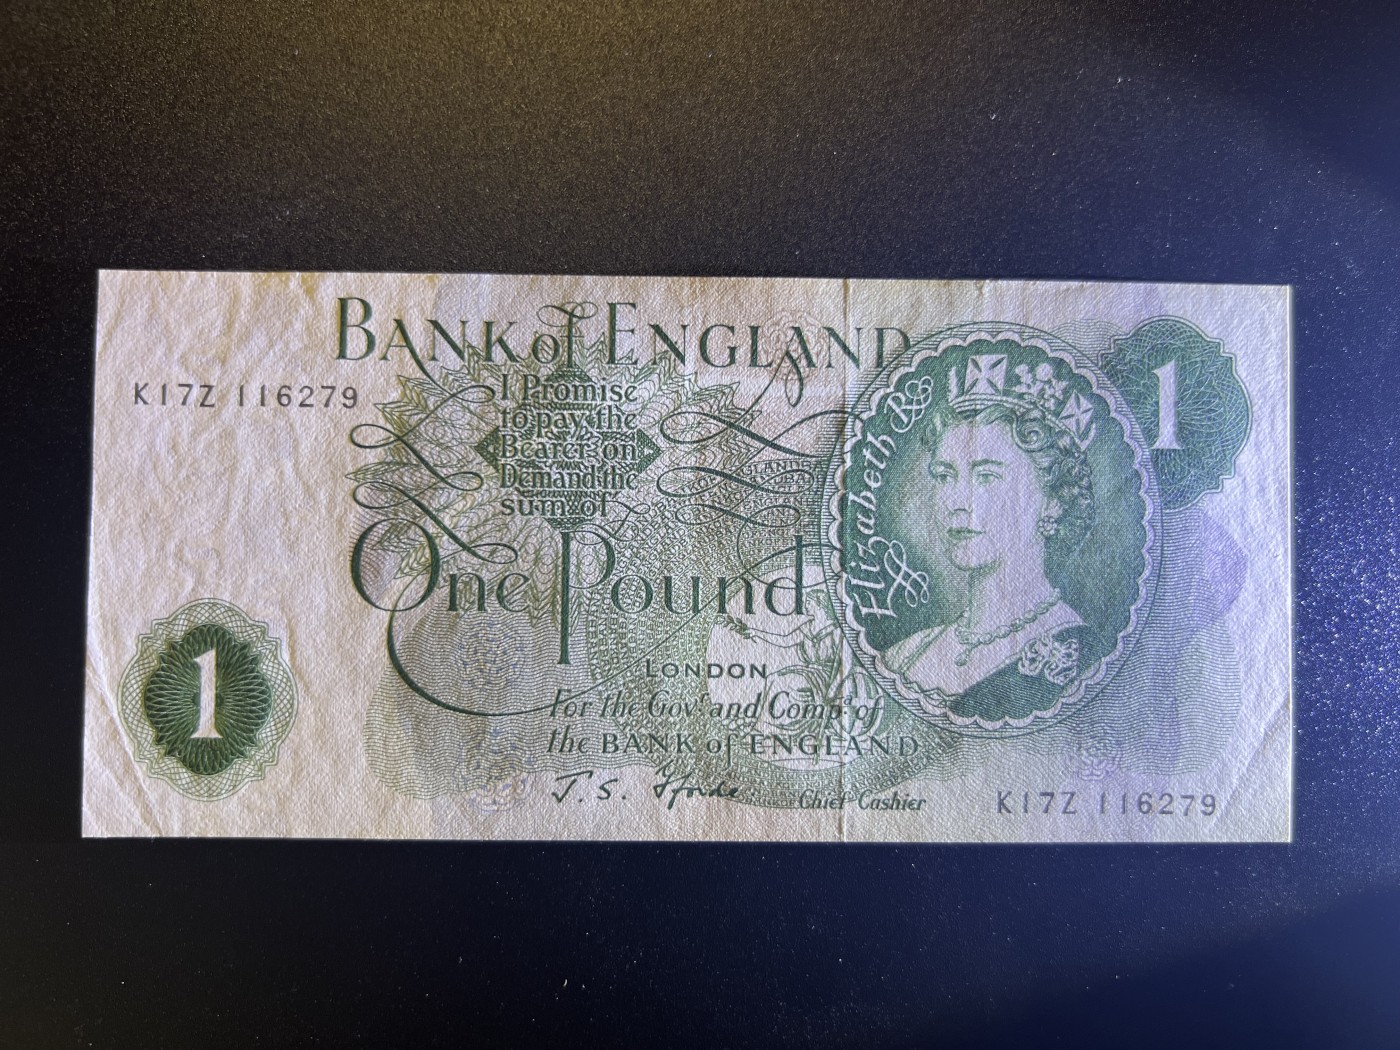 BANK of ENGLAND
K17Z 116279
I Promise
to pay the
Bearer on
Demand the
sum of
One Pound
LONDON
For the Govr and Compa of
the BANK of ENGLAND
J. S. Fforde
Chief Cashier
Elizabeth R
1
1
K17Z 116279